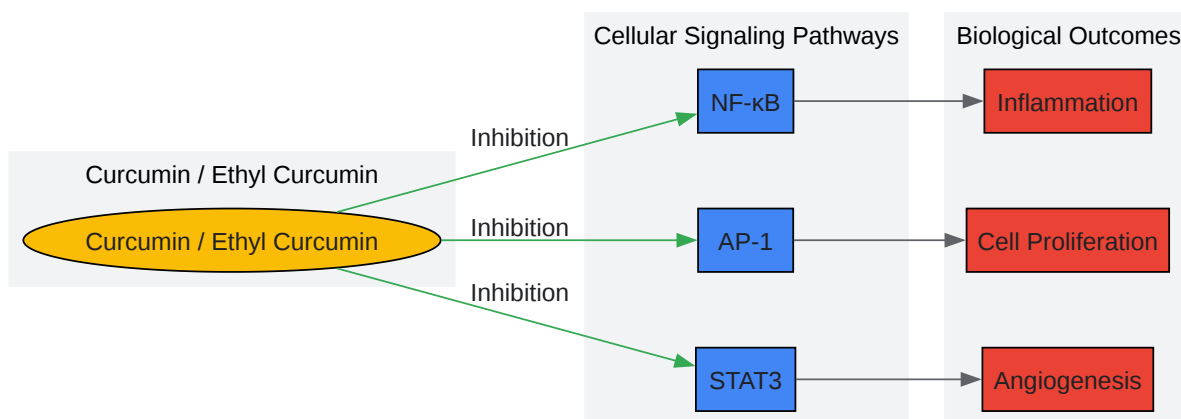 Cellular Signaling Pathways
Biological Outcomes
NF-κB
Inflammation
Inhibition
Curcumin / Ethyl Curcumin
Curcumin / Ethyl Curcumin
Inhibition
AP-1
Cell Proliferation
Inhibition
STAT3
Angiogenesis